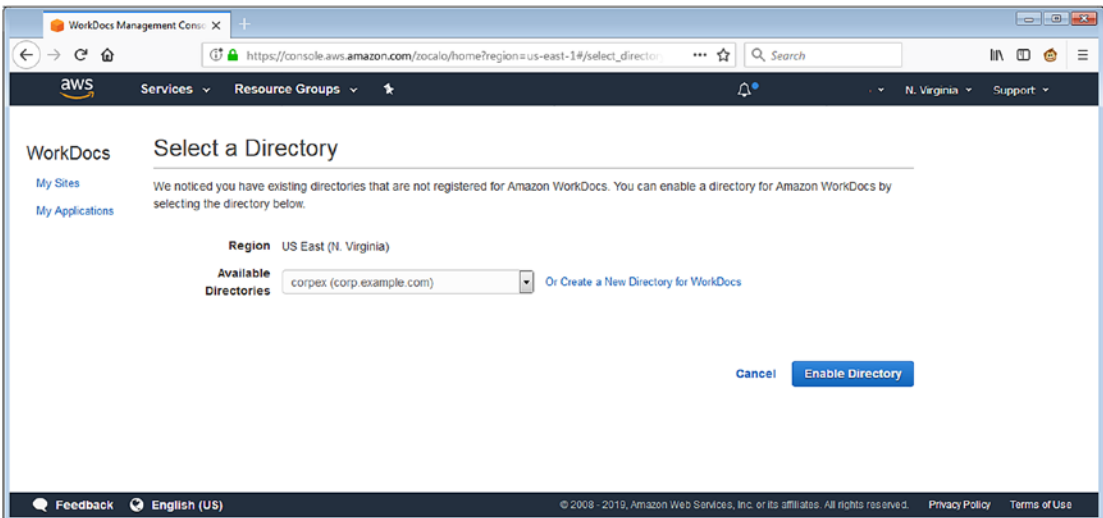 WorkDocs Management Conso
https://console.aws.amazon.com/zocalo/home?region=us-east-1#/select_director
Search
aws
Services
Resource Groups
N. Virginia
Support
WorkDocs
My Sites
My Applications
Select a Directory
We noticed you have existing directories that are not registered for Amazon WorkDocs. You can enable a directory for Amazon WorkDocs by
selecting the directory below.
Region US East (N. Virginia)
Available
Directories
corpex (corp.example.com)
Or Create a New Directory for WorkDocs
Cancel
Enable Directory
Feedback
English (US)
© 2008 - 2019, Amazon Web Services, Inc. or its affiliates. All rights reserved.
Privacy Policy
Terms of Use